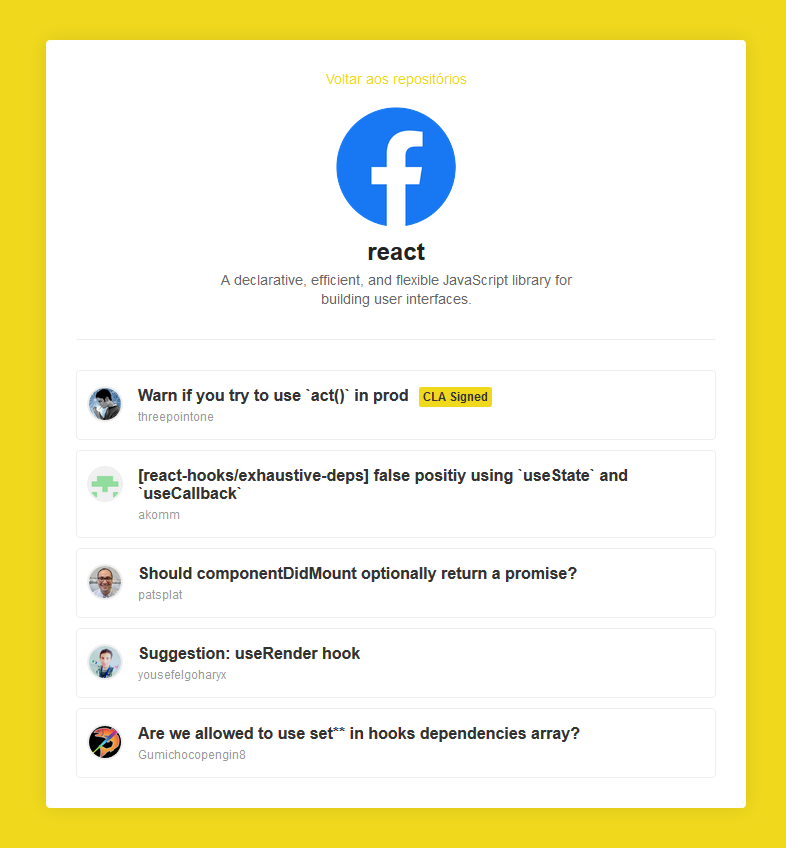 Voltar aos repositórios
react
A declarative, efficient, and flexible JavaScript library for
building user interfaces.
Warn if you try to use `act()` in prod CLA Signed
threepointone
[react-hooks/exhaustive-deps] false positiy using `useState` and
`useCallback`
akomm
Should componentDidMount optionally return a promise?
patsplat
Suggestion: useRender hook
yousefelgoharyx
Are we allowed to use set** in hooks dependencies array?
Gumichocopengin8